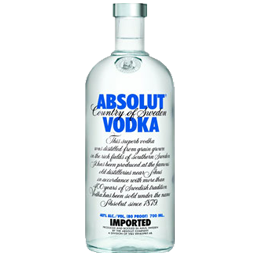 ABSOLUT
Country of Sweden
VODKA
This superb vodka
was distilled from grain grown
in the rich fields of southern Sweden.
It has been produced at the famous
old distilleries near Åhus
in accordance with more than
400 years of Swedish tradition.
Vodka has been sold under the name
Absolut since 1879.
40% ALC./VOL. (80 PROOF) 700 ML.
IMPORTED